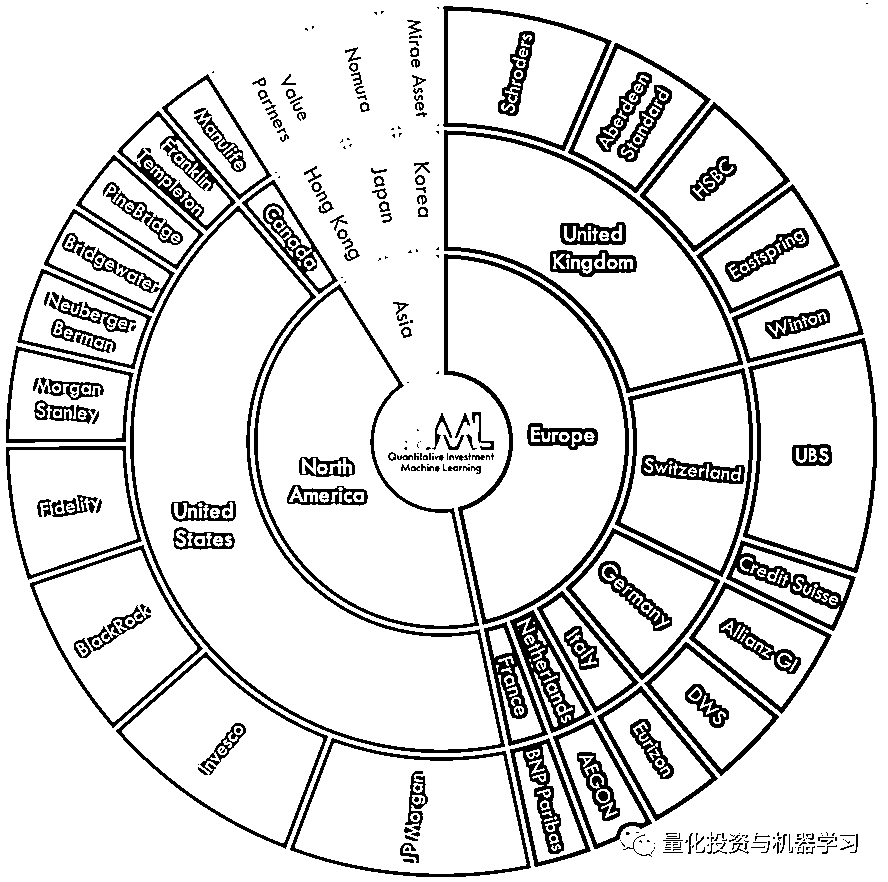 Mirae Asset
Nomura
Value
Partners
Korea
Japan
Hong Kong
Asia
Schroders
Aberdeen
Standard
HSBC
Eastspring
Winton
United
Kingdom
Europe
Switzerland
UBS
Credit Suisse
Germany
Allianz GI
DWS
Italy
Eurizon
Netherlands
AEGON
France
BNP Paribas
North
America
United
States
JP Morgan
Invesco
BlackRock
Fidelity
Morgan
Stanley
Neuberger
Berman
Bridgewater
PineBridge
Franklin
Templeton
Canada
Manulife
Quantitative Investment
Machine Learning
量化投资与机器学习